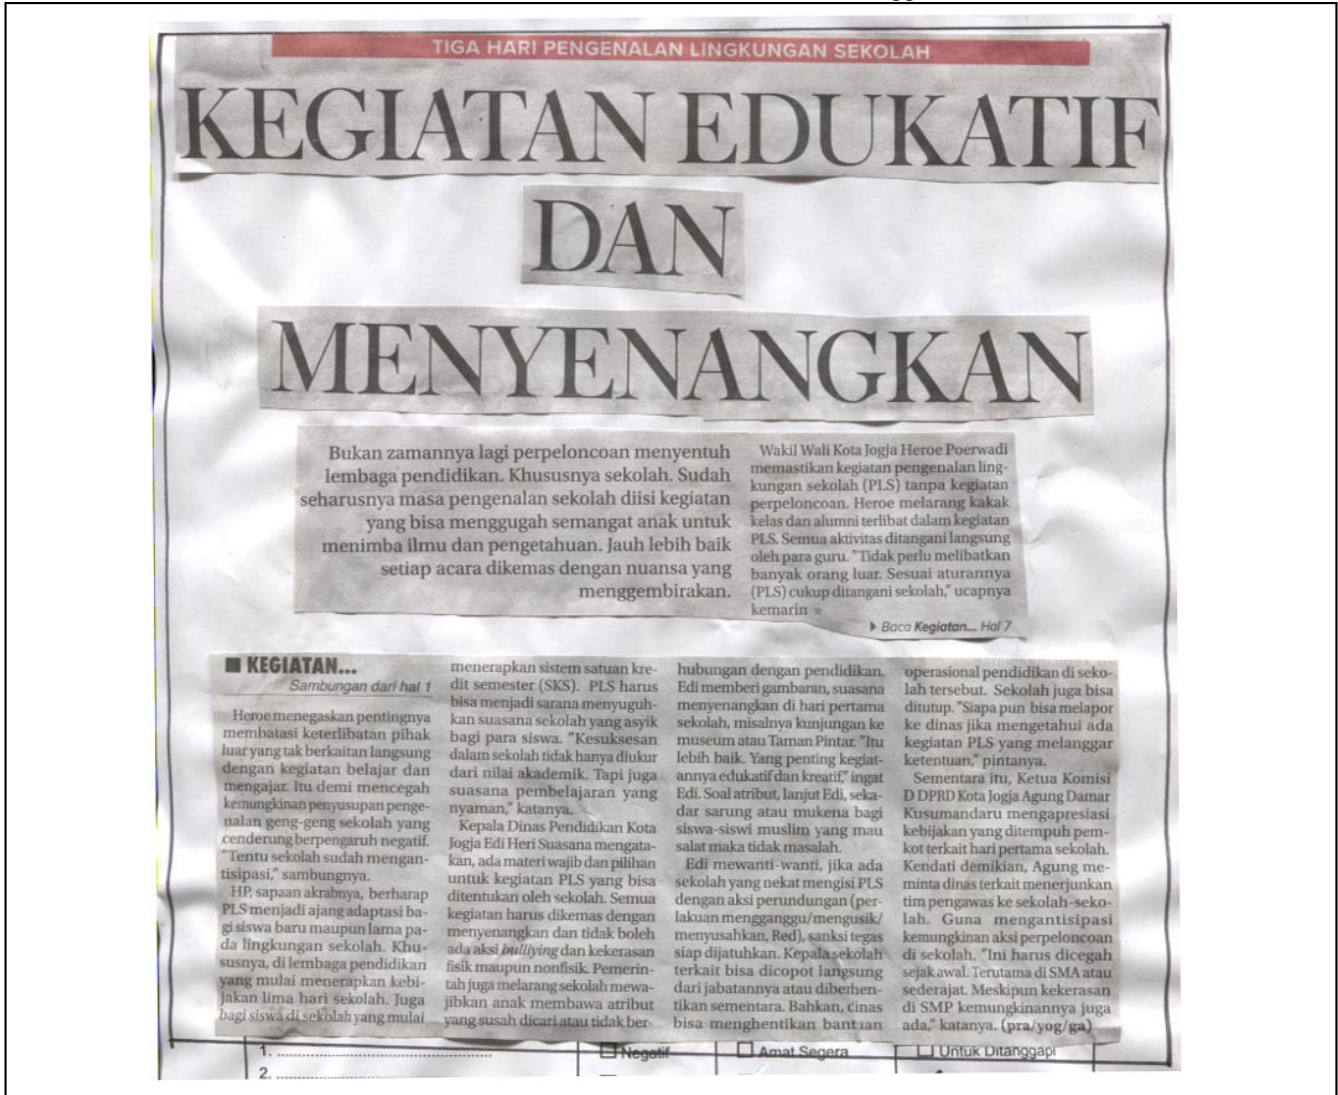 TIGA HARI PENGENALAN LINGKUNGAN SEKOLAH
KEGIATAN EDUKATIF
DAN
MENYENANGKAN
Bukan zamannya lagi perpeloncoan menyentuh
lembaga pendidikan. Khususnya sekolah. Sudah
seharusnya masa pengenalan sekolah diisi kegiatan
yang bisa menggugah semangat anak untuk
menimba ilmu dan pengetahuan. Jauh lebih baik
setiap acara dikemas dengan nuansa yang
menggembirakan.
Wakil Wali Kota Jogja Heroe Poerwadi
memastikan kegiatan pengenalan ling-
kungan sekolah (PLS) tanpa kegiatan
perpeloncoan. Heroe melarang kakak
kelas dan alumni terlibat dalam kegiatan
PLS. Semua aktivitas ditangani langsung
oleh para guru. "Tidak perlu melibatkan
banyak orang luar. Sesuai aturannya
(PLS) cukup ditangani sekolah," ucapnya
kemarin
Baca Kegiatan... Hal 7
KEGIATAN...
Sambungan dari hal 1
Heroe menegaskan pentingnya
membatasi keterlibatan pihak
luar yang tak berkaitan langsung
dengan kegiatan belajar dan
mengajar. Itu demi mencegah
kemungkinan penyusupan penge-
nalan geng-geng sekolah yang
cenderung berpengaruh negatif.
"Tentu sekolah sudah mengan-
tisipasi," sambungnya.
HP, sapaan akrabnya, berharap
PLS menjadi ajang adaptasi ba-
gi siswa baru maupun lama pa-
da lingkungan sekolah. Khu-
susnya, di lembaga pendidikan
yang mulai menerapkan kebi-
jakan lima hari sekolah. Juga
bagi siswa di sekolah yang mulai
menerapkan sistem satuan kre-
dit semester (SKS). PLS harus
bisa menjadi sarana menyuguh-
kan suasana sekolah yang asyik
bagi para siswa. "Kesuksesan
dalam sekolah tidak hanya diukur
dari nilai akademik. Tapi juga
suasana pembelajaran yang
nyaman," katanya.
Kepala Dinas Pendidikan Kota
Jogja Edi Heri Suasana mengata-
kan, ada materi wajib dan pilihan
untuk kegiatan PLS yang bisa
ditentukan oleh sekolah. Semua
kegiatan harus dikemas dengan
menyenangkan dan tidak boleh
ada aksi bulliying dan kekerasan
fisik maupun nonfisik. Pemerin-
tah juga melarang sekolah mewa-
jibkan anak membawa atribut
yang susah dicari atau tidak ber-
hubungan dengan pendidikan.
Edi memberi gambaran, suasana
menyenangkan di hari pertama
sekolah, misalnya kunjungan ke
museum atau Taman Pintar. "Itu
lebih baik. Yang penting kegiat-
annya edukatif dan kreatif," ingat
Edi. Soal atribut, lanjut Edi, seka-
dar sarung atau mukena bagi
siswa-siswi muslim yang mau
salat maka tidak masalah.
Edi mewanti-wanti, jika ada
sekolah yang nekat mengisi PLS
dengan aksi perundungan (per-
lakuan mengganggu/mengusik/
menyusahkan, Red), sanksi tegas
siap dijatuhkan. Kepala sekolah
terkait bisa dicopot langsung
dari jabatannya atau diberhen-
tikan sementara. Bahkan, dinas
bisa menghentikan bantuan
operasional pendidikan di seko-
lah tersebut. Sekolah juga bisa
ditutup. "Siapa pun bisa melapor
ke dinas jika mengetahui ada
kegiatan PLS yang melanggar
ketentuan," pintanya.
Sementara itu, Ketua Komisi
D DPRD Kota Jogja Agung Damar
Kusumandaru mengapresiasi
kebijakan yang ditempuh pem-
kot terkait hari pertama sekolah.
Kendati demikian, Agung me-
minta dinas terkait menerjunkan
tim pengawas ke sekolah-seko-
lah. Guna mengantisipasi
kemungkinan aksi perpeloncoan
di sekolah. "Ini harus dicegah
sejak awal. Terutama di SMA atau
sederajat. Meskipun kekerasan
di SMP kemungkinannya juga
ada," katanya. (pra/yog/ga)
1. ..........
Negatif
Amat Segera
Untuk Ditanggapi
2. ..........